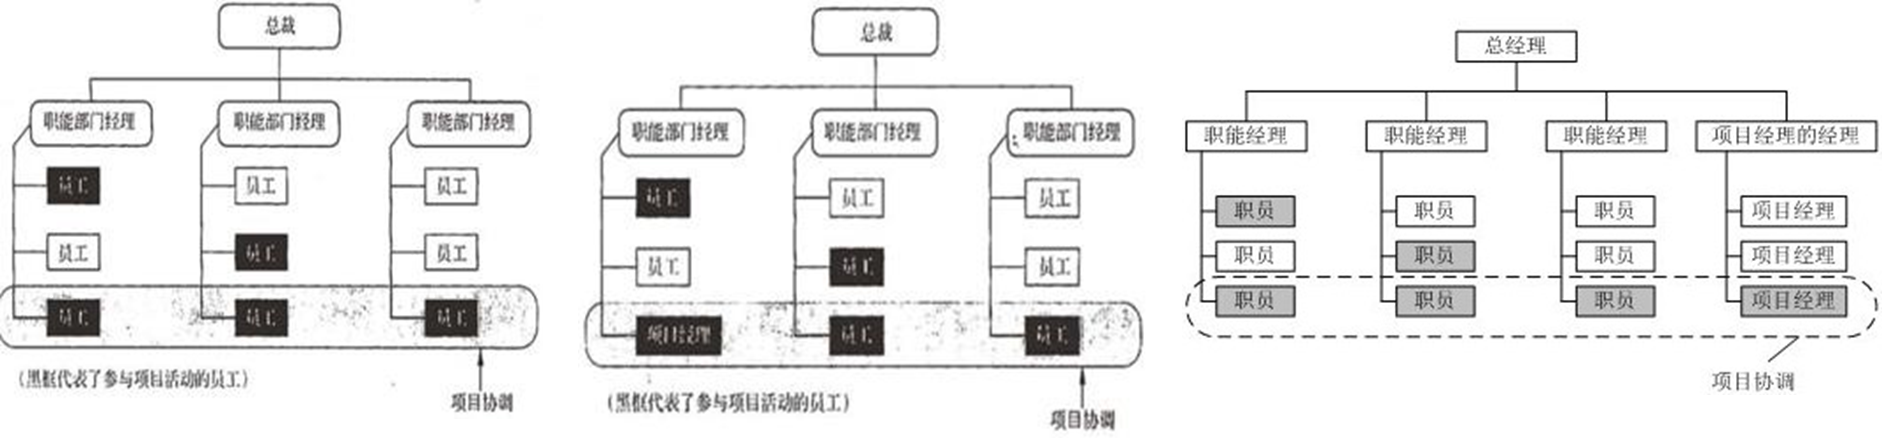 总裁
职能部门经理
职能部门经理
职能部门经理
员工
员工
员工
员工
员工
员工
员工
员工
员工
(黑框代表了参与项目活动的员工)
项目协调
总裁
职能部门经理
职能部门经理
职能部门经理
员工
员工
员工
员工
员工
员工
项目经理
员工
员工
(黑框代表了参与项目活动的员工)
项目协调
总经理
职能经理
职能经理
职能经理
项目经理的经理
职员
职员
职员
项目经理
职员
职员
职员
项目经理
职员
职员
职员
项目经理
项目协调